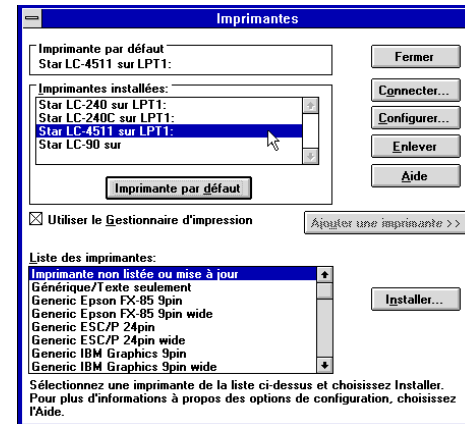 Imprimantes
Imprimante par défaut
Star LC-4511 sur LPT1:
Fermer
Imprimantes installées:
Connecter...
Star LC-240 sur LPT1:
Star LC-240C sur LPT1:
Configurer...
Star LC-4511 sur LPT1:
Star LC-90 sur
Enlever
Aide
Imprimante par défaut
Utiliser le Gestionnaire d'impression
Ajouter une imprimante >>
Liste des imprimantes:
Imprimante non listée ou mise à jour
Générique/Texte seulement
Generic Epson FX-85 9pin
Installer...
Generic Epson FX-85 9pin wide
Generic ESC/P 24pin
Generic ESC/P 24pin wide
Generic IBM Graphics 9pin
Generic IBM Graphics 9pin wide
Sélectionnez une imprimante de la liste ci-dessus et choisissez Installer.
Pour plus d'informations à propos des options de configuration, choisissez
l'Aide.